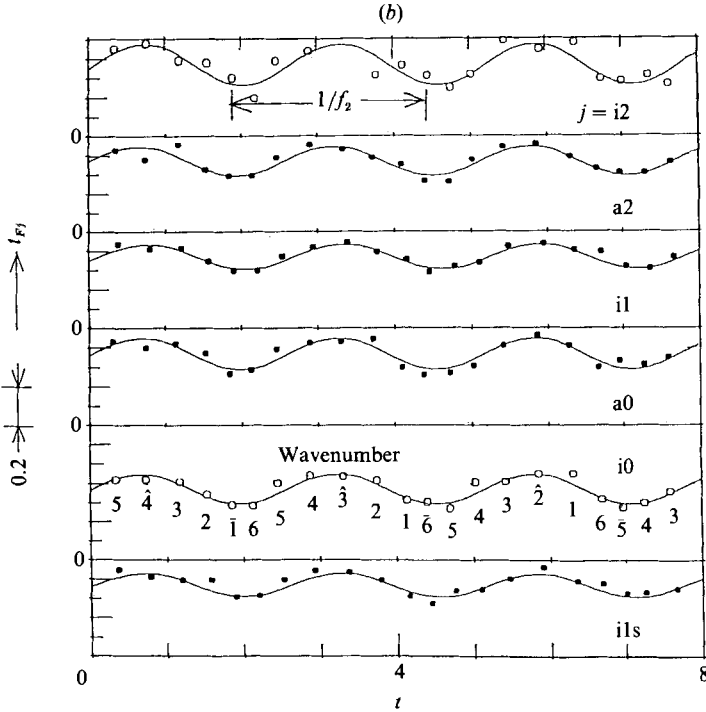 (b)
0
1/f₂
j = i2
0
a2
0
i1
0
a0
0
t_Fj
0.2
Wavenumber
i0
5 4̂ 3 2 1̄ 6 5 4 3̂ 2 1 6̄ 5 4 3 2̂ 1 6 5̄ 4 3
0
i1s
0 4 8
t